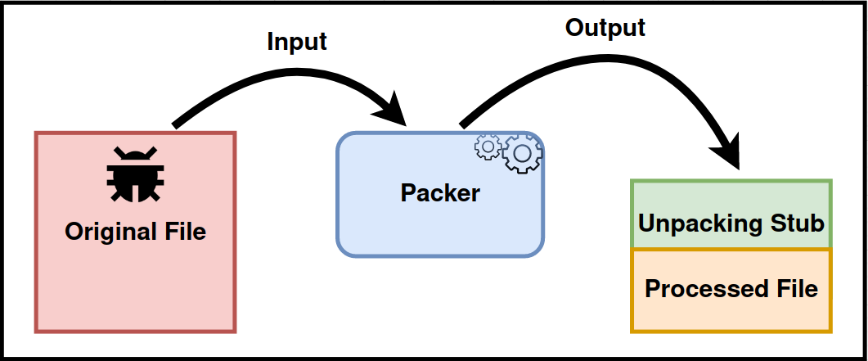 Input
Output
Original File
Packer
Unpacking Stub
Processed File